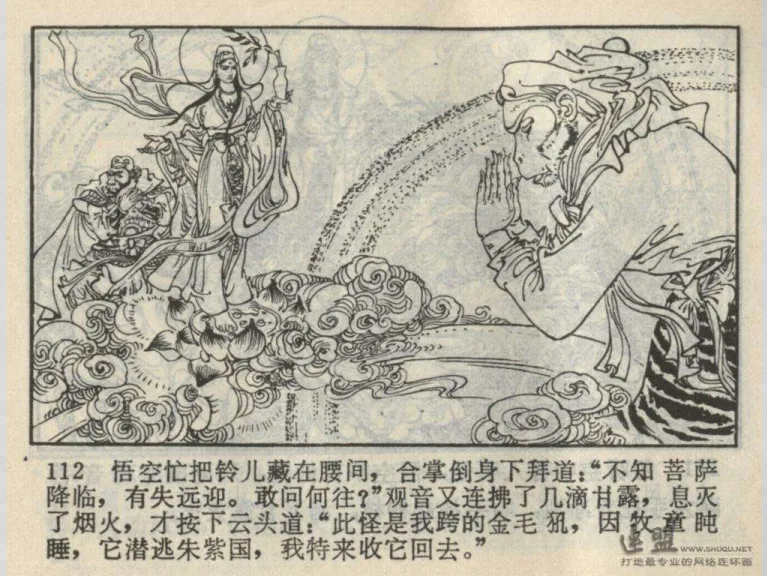 112 悟空忙把铃儿藏在腰间，合掌倒身下拜道：“不知菩萨
降临，有失远迎。敢问何往？”观音又连拂了几滴甘露，息灭
了烟火，才按下云头道：“此怪是我跨的金毛犼，因牧童盹
睡，它潜逃朱紫国，我特来收它回去。”
连盟 WWW.SHUQU.NET
打造最专业的网络连环画